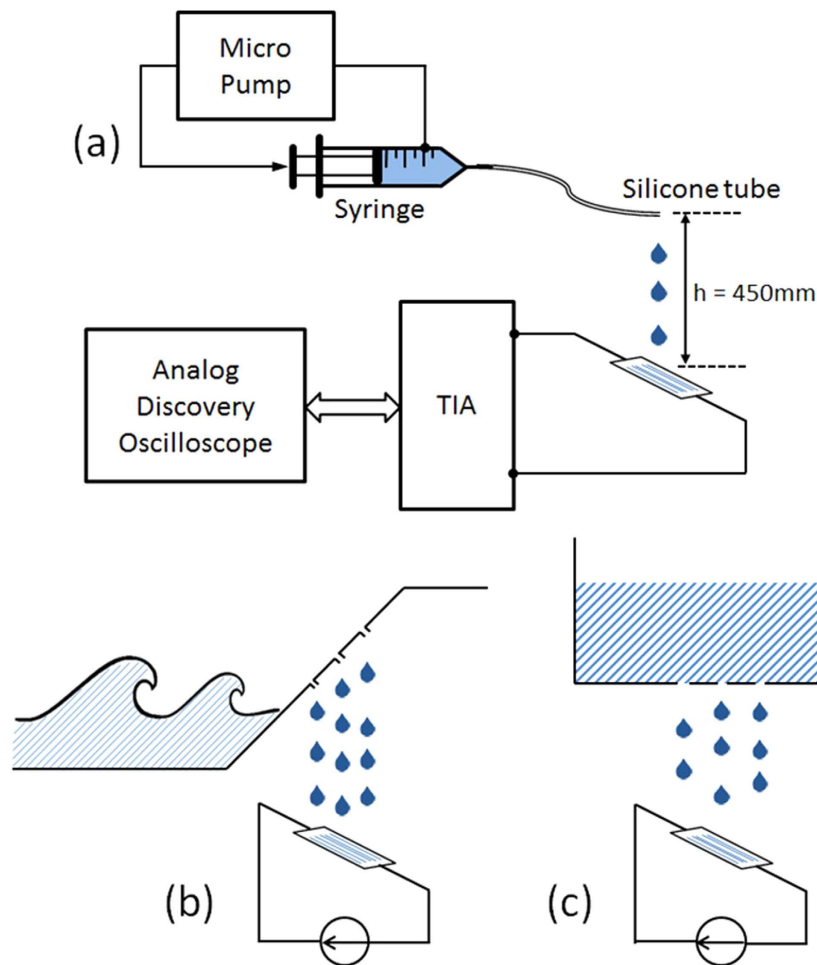 Micro
Pump
(a)
Syringe
Silicone tube
h = 450mm
Analog
Discovery
Oscilloscope
TIA
(b)
(c)